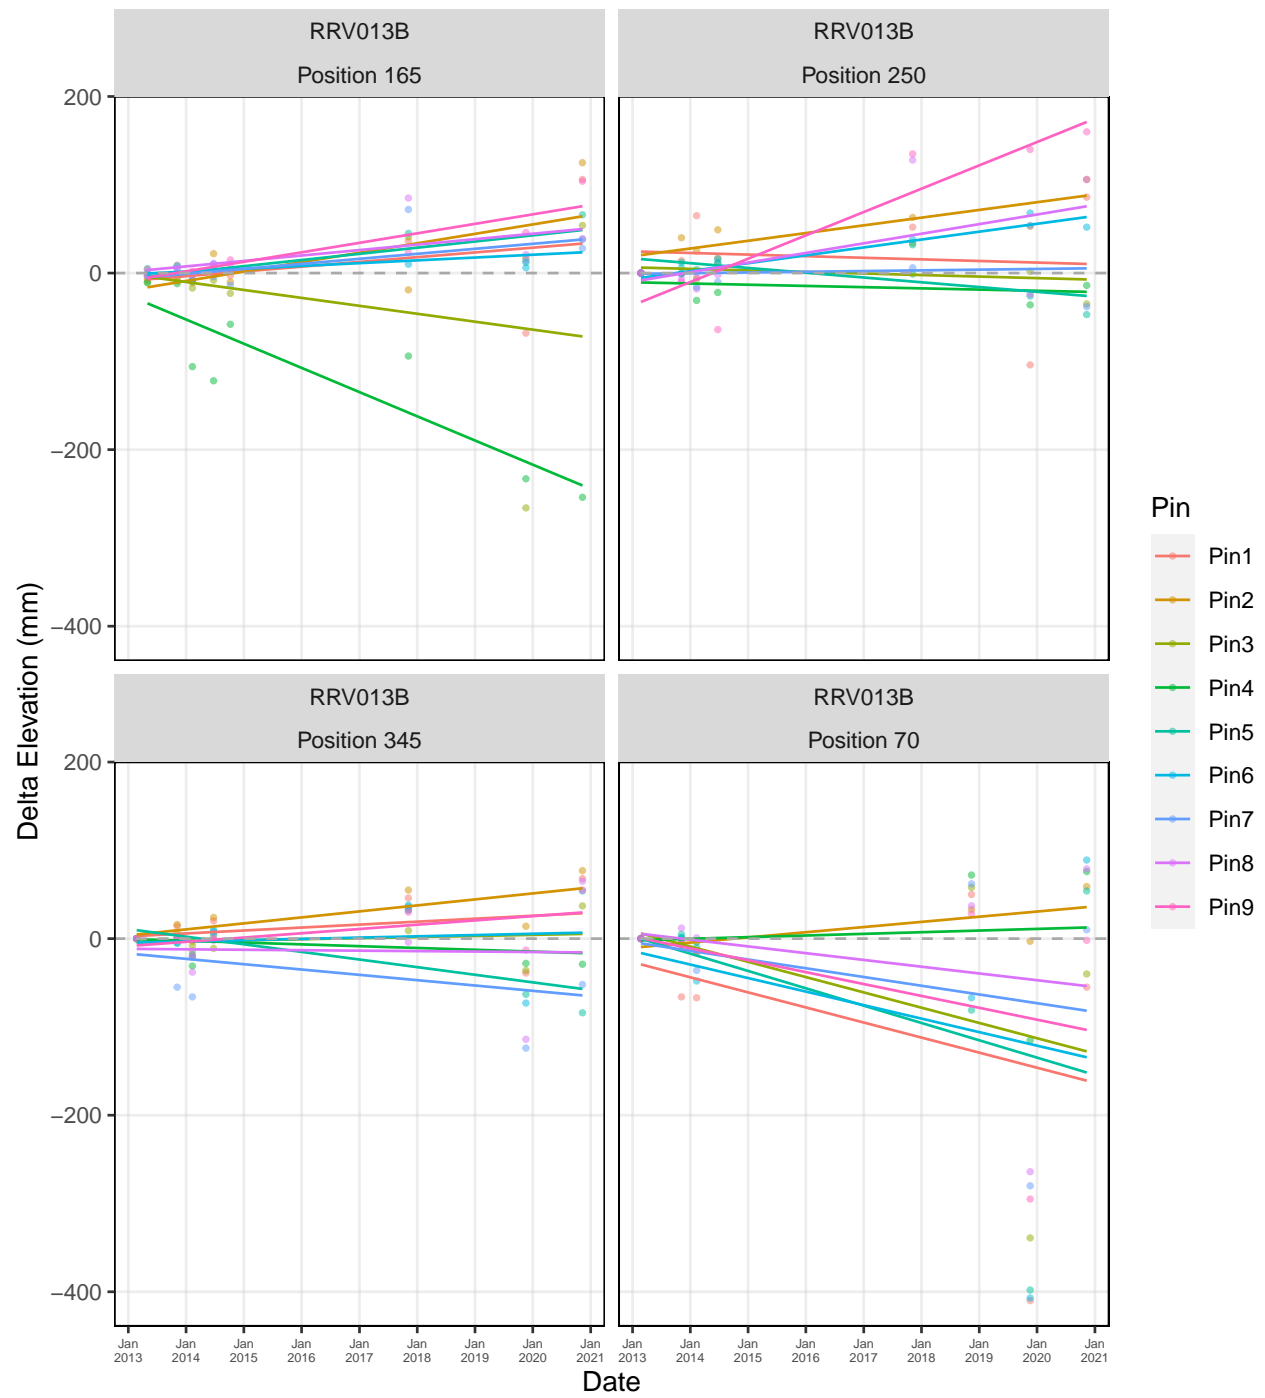 RRV013B
RRV013B
Position 165
Position 250
200
0
−200
−400
RRV013B
RRV013B
Position 345
Position 70
200
0
−200
−400
Jan Jan Jan Jan Jan Jan Jan Jan Jan
2013 2014 2015 2016 2017 2018 2019 2020 2021
Jan Jan Jan Jan Jan Jan Jan Jan Jan
2013 2014 2015 2016 2017 2018 2019 2020 2021
Date
Delta Elevation (mm)
Pin
Pin1
Pin2
Pin3
Pin4
Pin5
Pin6
Pin7
Pin8
Pin9